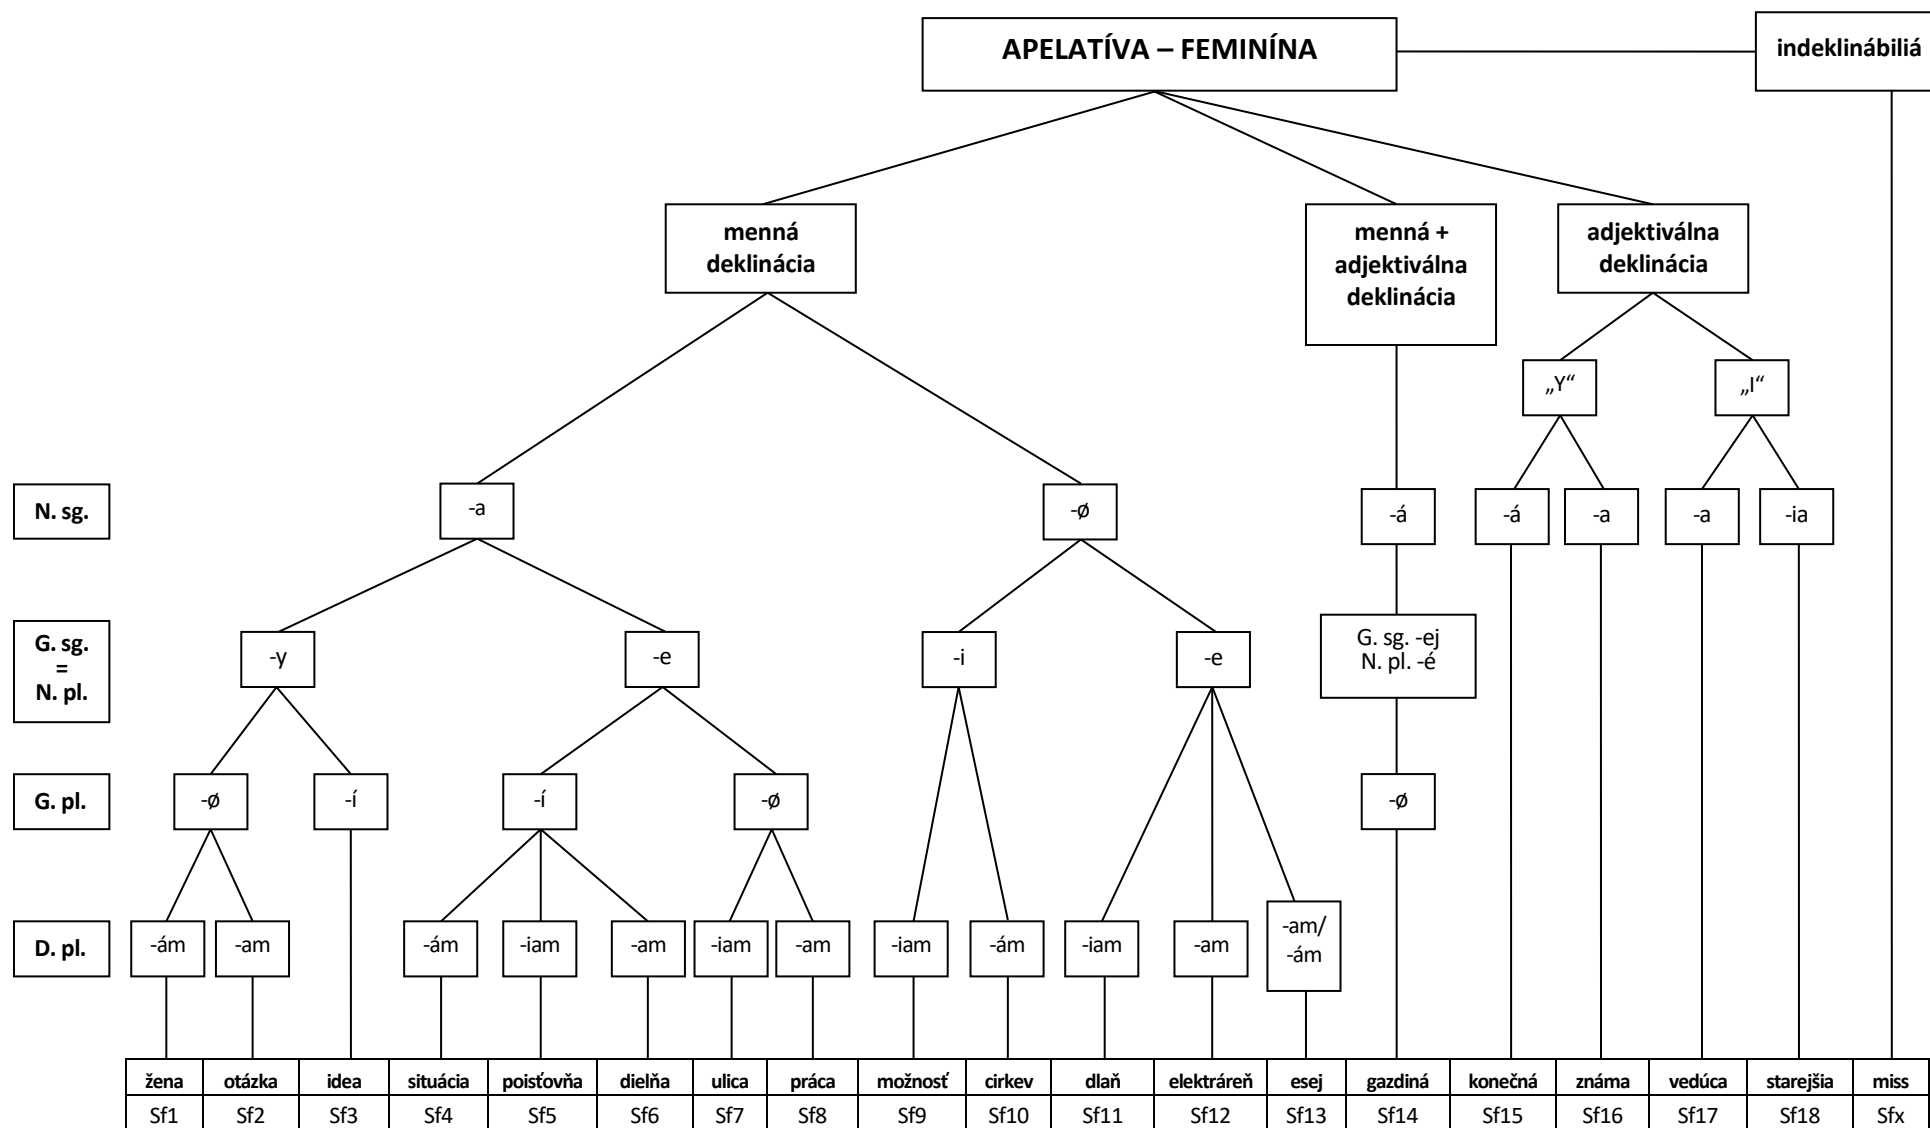 APELATÍVA – FEMINÍNA
indeklinábiliá
menná
deklinácia
menná +
adjektiválna
deklinácia
adjektiválna
deklinácia
„Y“
„I“
N. sg.
-a
-ø
-á
-á
-a
-a
-ia
G. sg.
=
N. pl.
-y
-e
-i
-e
G. sg. -ej
N. pl. -é
G. pl.
-ø
-í
-í
-ø
-ø
D. pl.
-ám
-am
-ám
-iam
-am
-iam
-am
-iam
-ám
-iam
-am
-am/
-ám
žena otázka idea situácia poisťovňa dielňa ulica práca možnosť cirkev dlaň elektráreň esej gazdiná konečná známa vedúca starejšia miss
Sf1 Sf2 Sf3 Sf4 Sf5 Sf6 Sf7 Sf8 Sf9 Sf10 Sf11 Sf12 Sf13 Sf14 Sf15 Sf16 Sf17 Sf18 Sfx